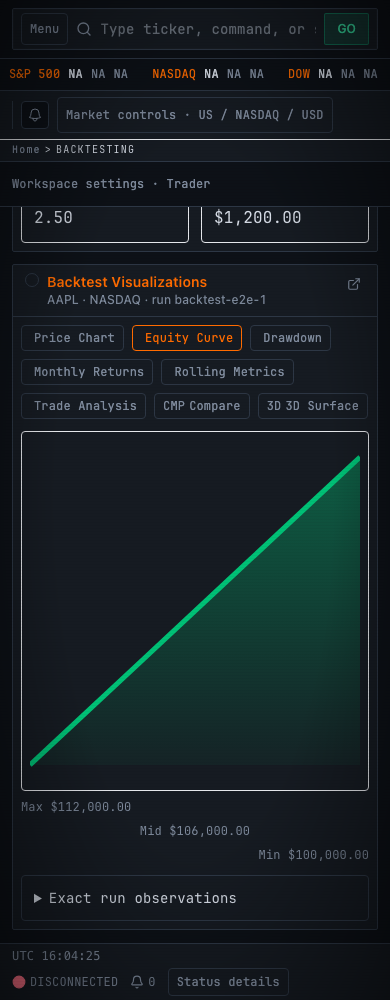 Menu Type ticker, command, or GO
S&P 500 NA NA NA NASDAQ NA NA NA DOW NA NA NA
Market controls · US / NASDAQ / USD
Home > BACKTESTING
Workspace settings · Trader
2.50 $1,200.00
Backtest Visualizations
AAPL · NASDAQ · run backtest-e2e-1
Price Chart Equity Curve Drawdown
Monthly Returns Rolling Metrics
Trade Analysis CMP Compare 3D 3D Surface
Max $112,000.00
Mid $106,000.00
Min $100,000.00
Exact run observations
UTC 16:04:25
DISCONNECTED 0 Status details